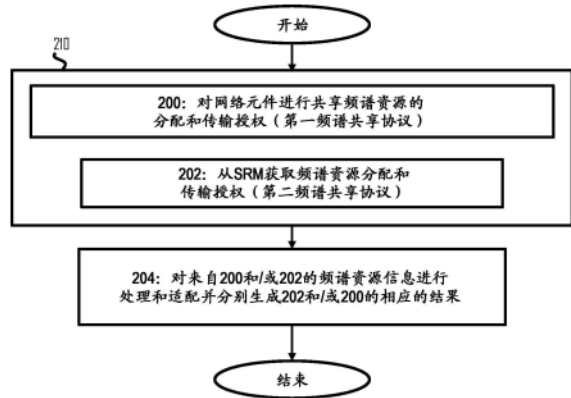 210
开始
200：对网络元件进行共享频谱资源的
分配和传输授权（第一频谱共享协议）
202：从SRM获取频谱资源分配和
传输授权（第二频谱共享协议）
204：对来自200和/或202的频谱资源信息进行
处理和适配并分别生成202和/或200的相应的结果
结束